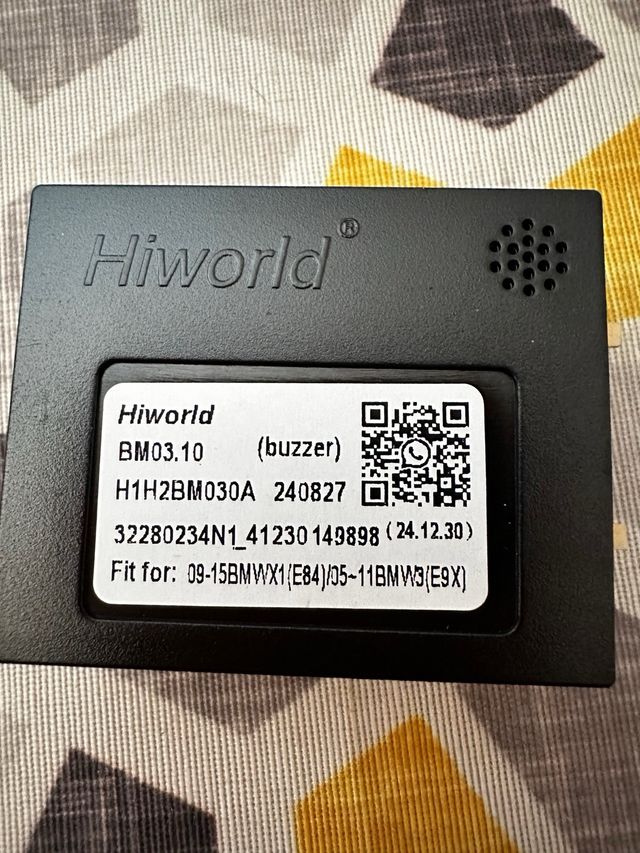 Hiworld®
Hiworld
BM03.10 (buzzer)
H1H2BM030A 240827
32280234N1_41230149898 (24.12.30)
Fit for: 09-15BMWX1(E84)/05~11BMW3(E9X)